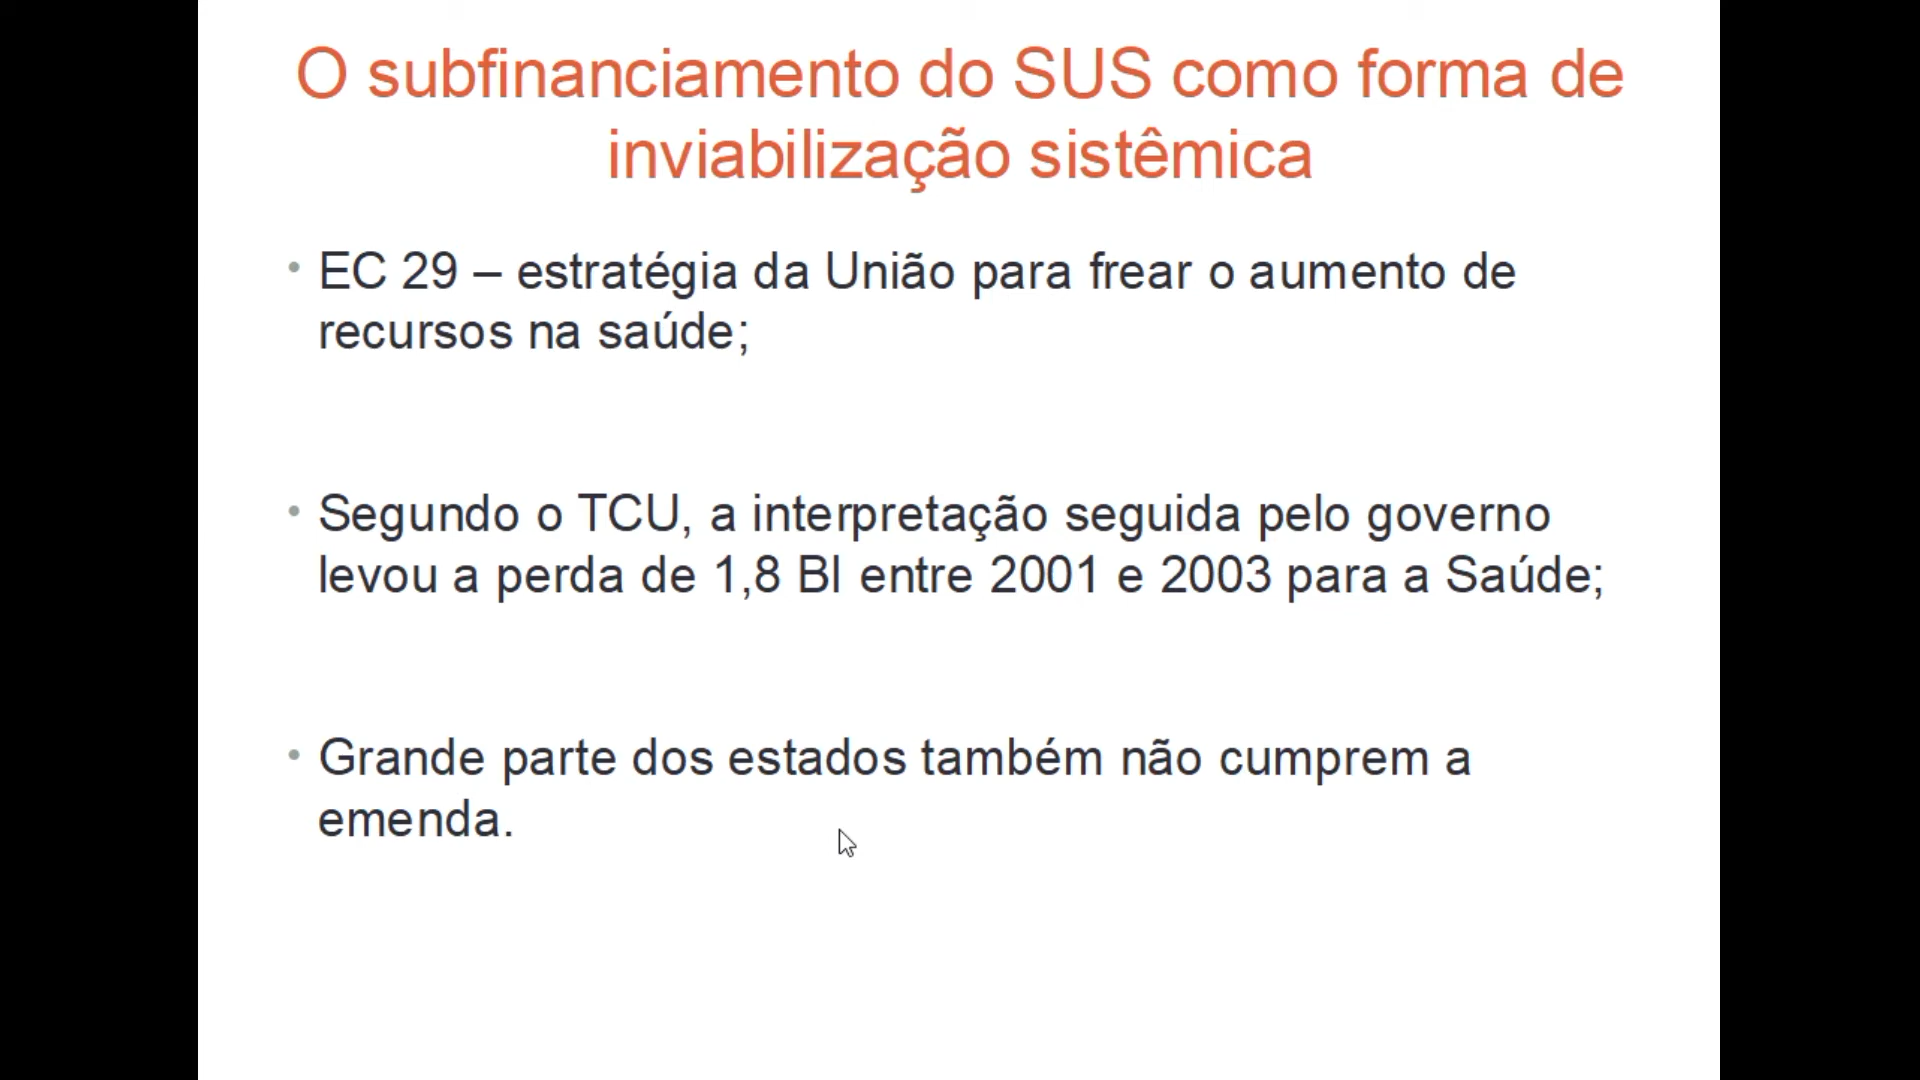 O subfinanciamento do SUS como forma de
inviabilização sistêmica
• EC 29 – estratégia da União para frear o aumento de
recursos na saúde;
• Segundo o TCU, a interpretação seguida pelo governo
levou a perda de 1,8 BI entre 2001 e 2003 para a Saúde;
• Grande parte dos estados também não cumprem a
emenda.